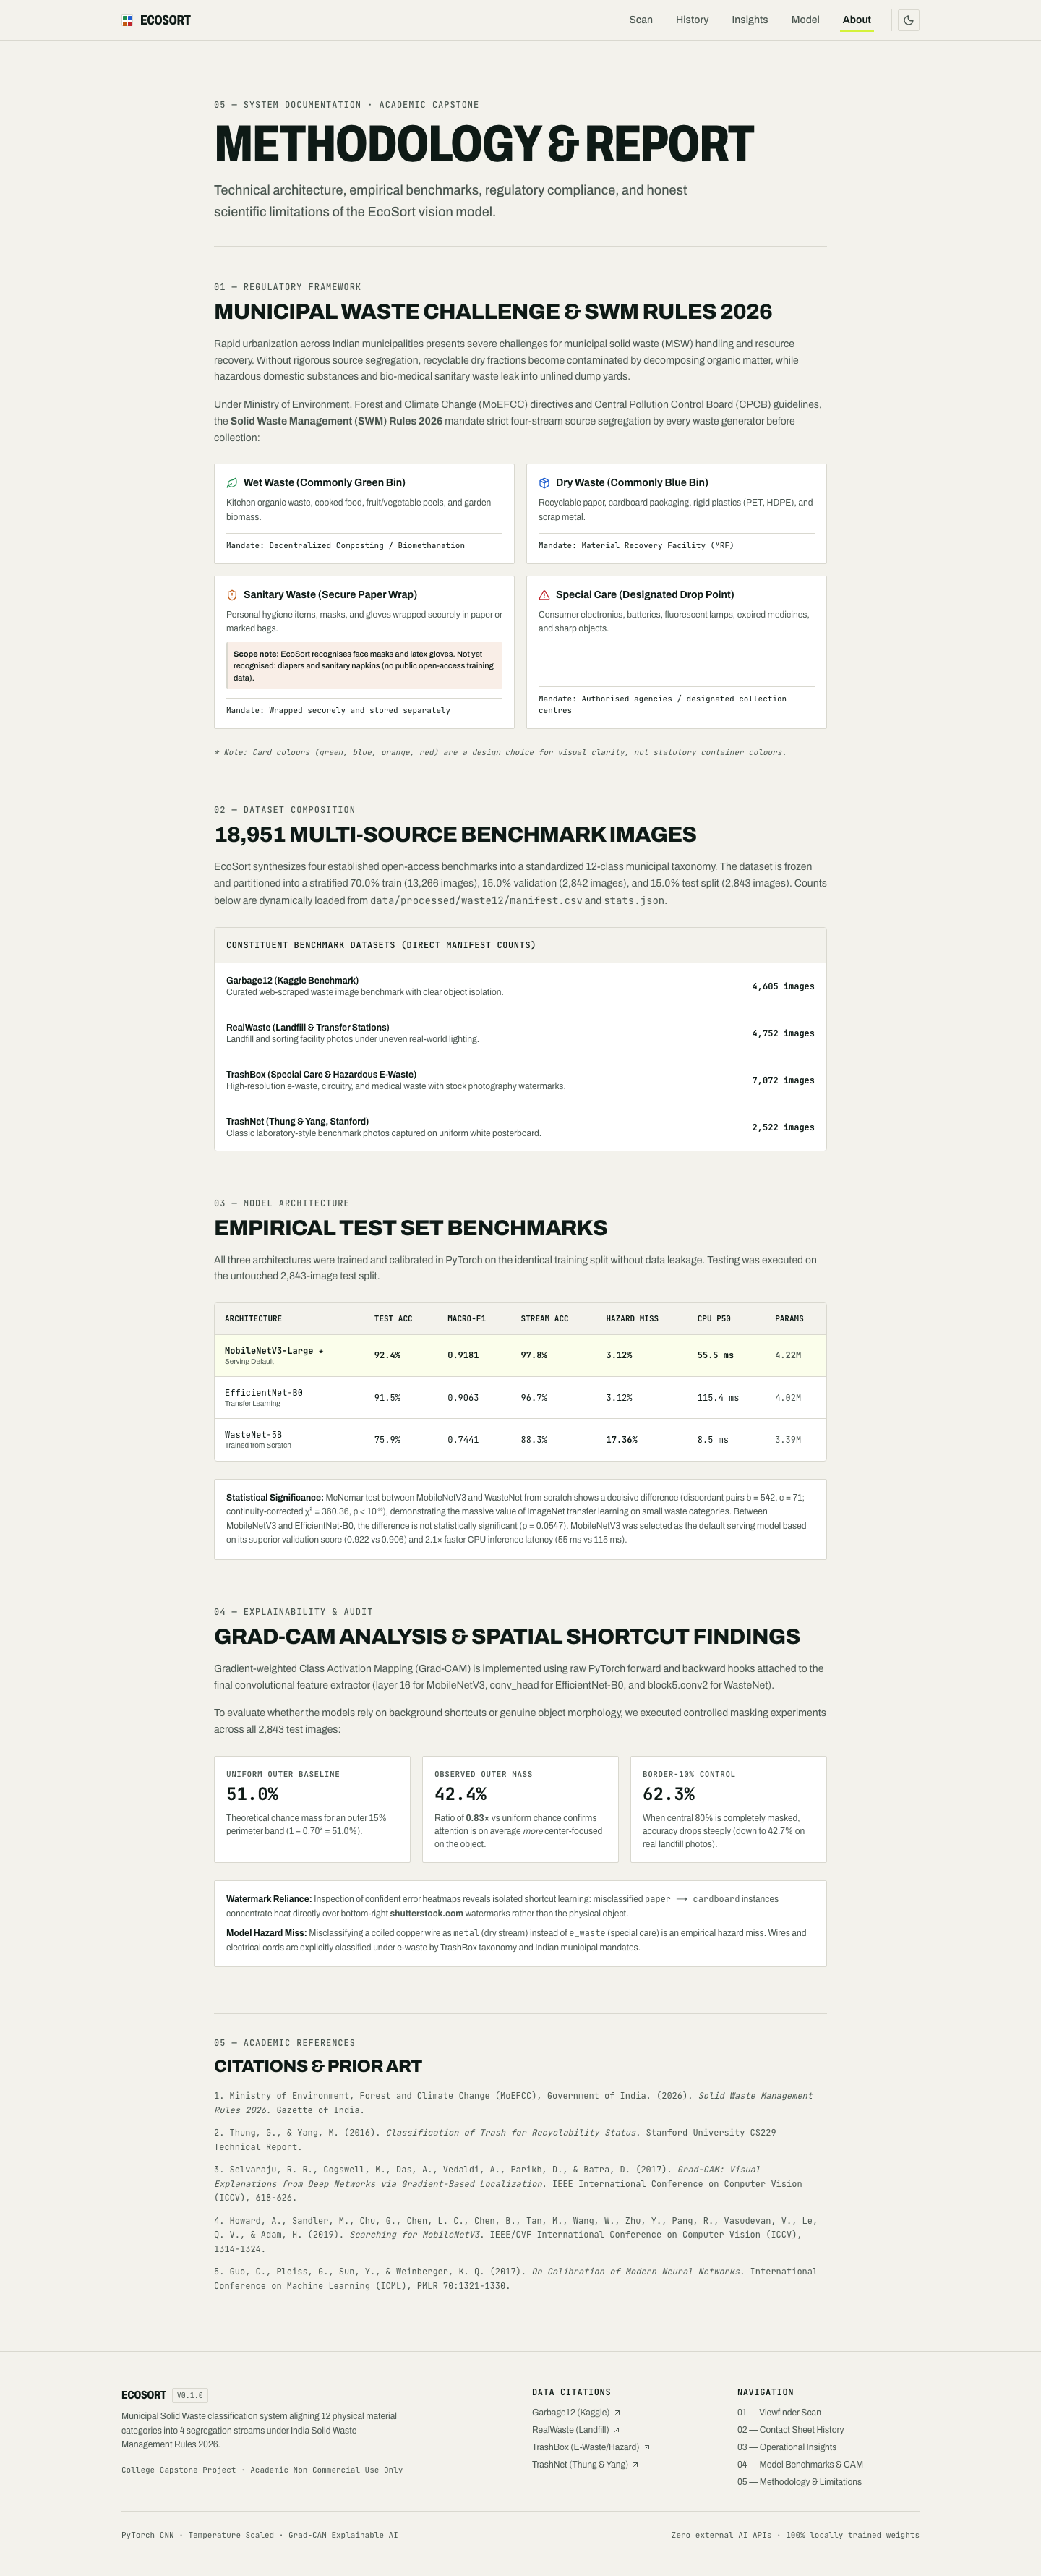 ECOSORT
Scan History Insights Model About
05 — SYSTEM DOCUMENTATION · ACADEMIC CAPSTONE
METHODOLOGY & REPORT
Technical architecture, empirical benchmarks, regulatory compliance, and honest
scientific limitations of the EcoSort vision model.
01 — REGULATORY FRAMEWORK
MUNICIPAL WASTE CHALLENGE & SWM RULES 2026
Rapid urbanization across Indian municipalities presents severe challenges for municipal solid waste (MSW) handling and resource
recovery. Without rigorous source segregation, recyclable dry fractions become contaminated by decomposing organic matter, while
hazardous domestic substances and bio-medical sanitary waste leak into unlined dump yards.
Under Ministry of Environment, Forest and Climate Change (MoEFCC) directives and Central Pollution Control Board (CPCB) guidelines,
the Solid Waste Management (SWM) Rules 2026 mandate strict four-stream source segregation by every waste generator before
collection:
Wet Waste (Commonly Green Bin)
Kitchen organic waste, cooked food, fruit/vegetable peels, and garden
biomass.
Mandate: Decentralized Composting / Biomethanation
Dry Waste (Commonly Blue Bin)
Recyclable paper, cardboard packaging, rigid plastics (PET, HDPE), and
scrap metal.
Mandate: Material Recovery Facility (MRF)
Sanitary Waste (Secure Paper Wrap)
Personal hygiene items, masks, and gloves wrapped securely in paper or
marked bags.
Scope note: EcoSort recognises face masks and latex gloves. Not yet
recognised: diapers and sanitary napkins (no public open-access training
data).
Mandate: Wrapped securely and stored separately
Special Care (Designated Drop Point)
Consumer electronics, batteries, fluorescent lamps, expired medicines,
and sharp objects.
Mandate: Authorised agencies / designated collection
centres
* Note: Card colours (green, blue, orange, red) are a design choice for visual clarity, not statutory container colours.
02 — DATASET COMPOSITION
18,951 MULTI-SOURCE BENCHMARK IMAGES
EcoSort synthesizes four established open-access benchmarks into a standardized 12-class municipal taxonomy. The dataset is frozen
and partitioned into a stratified 70.0% train (13,266 images), 15.0% validation (2,842 images), and 15.0% test split (2,843 images). Counts
below are dynamically loaded from data/processed/waste12/manifest.csv and stats.json.
CONSTITUENT BENCHMARK DATASETS (DIRECT MANIFEST COUNTS)
Garbage12 (Kaggle Benchmark)
Curated web-scraped waste image benchmark with clear object isolation.
4,605 images
RealWaste (Landfill & Transfer Stations)
Landfill and sorting facility photos under uneven real-world lighting.
4,752 images
TrashBox (Special Care & Hazardous E-Waste)
High-resolution e-waste, circuitry, and medical waste with stock photography watermarks.
7,072 images
TrashNet (Thung & Yang, Stanford)
Classic laboratory-style benchmark photos captured on uniform white posterboard.
2,522 images
03 — MODEL ARCHITECTURE
EMPIRICAL TEST SET BENCHMARKS
All three architectures were trained and calibrated in PyTorch on the identical training split without data leakage. Testing was executed on
the untouched 2,843-image test split.
ARCHITECTURE TEST ACC MACRO-F1 STREAM ACC HAZARD MISS CPU P50 PARAMS
MobileNetV3-Large ★ 92.4% 0.9181 97.8% 3.12% 55.5 ms 4.22M
Serving Default
EfficientNet-B0 91.5% 0.9063 96.7% 3.12% 115.4 ms 4.02M
Transfer Learning
WasteNet-5B 75.9% 0.7441 88.3% 17.36% 8.5 ms 3.39M
Trained from Scratch
Statistical Significance: McNemar test between MobileNetV3 and WasteNet from scratch shows a decisive difference (discordant pairs b = 542, c = 71;
continuity-corrected χ² = 360.36, p < 10), demonstrating the massive value of ImageNet transfer learning on small waste categories. Between
MobileNetV3 and EfficientNet-B0, the difference is not statistically significant (p = 0.0547). MobileNetV3 was selected as the default serving model based
on its superior validation score (0.922 vs 0.906) and 2.1× faster CPU inference latency (55 ms vs 115 ms).
04 — EXPLAINABILITY & AUDIT
GRAD-CAM ANALYSIS & SPATIAL SHORTCUT FINDINGS
Gradient-weighted Class Activation Mapping (Grad-CAM) is implemented using raw PyTorch forward and backward hooks attached to the
final convolutional feature extractor (layer 16 for MobileNetV3, conv_head for EfficientNet-B0, and block5.conv2 for WasteNet).
To evaluate whether the models rely on background shortcuts or genuine object morphology, we executed controlled masking experiments
across all 2,843 test images:
UNIFORM OUTER BASELINE
51.0%
Theoretical chance mass for an outer 15%
perimeter band (1 − 0.70² = 51.0%).
OBSERVED OUTER MASS
42.4%
Ratio of 0.83× vs uniform chance confirms
attention is on average more center-focused
on the object.
BORDER-10% CONTROL
62.3%
When central 80% is completely masked,
accuracy drops steeply (down to 42.7% on
real landfill photos).
Watermark Reliance: Inspection of confident error heatmaps reveals isolated shortcut learning: misclassified paper ⟶ cardboard instances
concentrate heat directly over bottom-right shutterstock.com watermarks rather than the physical object.
Model Hazard Miss: Misclassifying a coiled copper wire as metal (dry stream) instead of e_waste (special care) is an empirical hazard miss. Wires and
electrical cords are explicitly classified under e-waste by TrashBox taxonomy and Indian municipal mandates.
05 — ACADEMIC REFERENCES
CITATIONS & PRIOR ART
1. Ministry of Environment, Forest and Climate Change (MoEFCC), Government of India. (2026). Solid Waste Management
Rules 2026. Gazette of India.
2. Thung, G., & Yang, M. (2016). Classification of Trash for Recyclability Status. Stanford University CS229
Technical Report.
3. Selvaraju, R. R., Cogswell, M., Das, A., Vedaldi, A., Parikh, D., & Batra, D. (2017). Grad-CAM: Visual
Explanations from Deep Networks via Gradient-Based Localization. IEEE International Conference on Computer Vision
(ICCV), 618-626.
4. Howard, A., Sandler, M., Chu, G., Chen, L. C., Chen, B., Tan, M., Wang, W., Zhu, Y., Pang, R., Vasudevan, V., Le,
Q. V., & Adam, H. (2019). Searching for MobileNetV3. IEEE/CVF International Conference on Computer Vision (ICCV),
1314-1324.
5. Guo, C., Pleiss, G., Sun, Y., & Weinberger, K. Q. (2017). On Calibration of Modern Neural Networks. International
Conference on Machine Learning (ICML), PMLR 70:1321-1330.
ECOSORT V0.1.0
Municipal Solid Waste classification system aligning 12 physical material
categories into 4 segregation streams under India Solid Waste
Management Rules 2026.
College Capstone Project · Academic Non-Commercial Use Only
DATA CITATIONS
Garbage12 (Kaggle) ↗
RealWaste (Landfill) ↗
TrashBox (E-Waste/Hazard) ↗
TrashNet (Thung & Yang) ↗
NAVIGATION
01 — Viewfinder Scan
02 — Contact Sheet History
03 — Operational Insights
04 — Model Benchmarks & CAM
05 — Methodology & Limitations
PyTorch CNN · Temperature Scaled · Grad-CAM Explainable AI
Zero external AI APIs · 100% locally trained weights